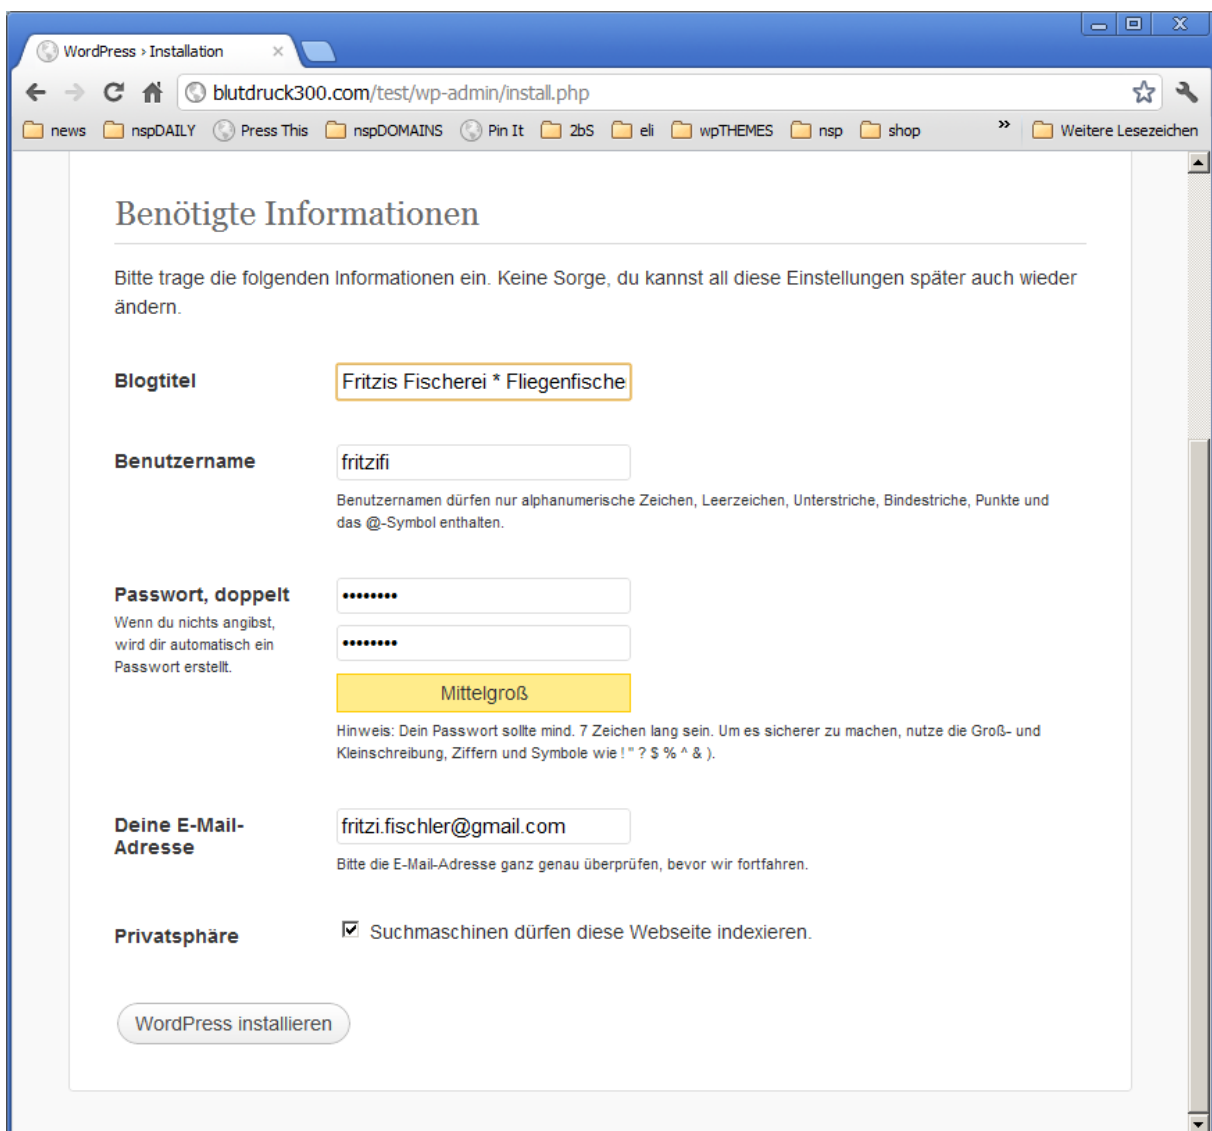 WordPress › Installation
blutdruck300.com/test/wp-admin/install.php
news nspDAILY Press This nspDOMAINS Pin It 2bS eli wpTHEMES nsp shop » Weitere Lesezeichen
Benötigte Informationen
Bitte trage die folgenden Informationen ein. Keine Sorge, du kannst all diese Einstellungen später auch wieder
ändern.
Blogtitel
Fritzis Fischerei * Fliegenfische
Benutzername
fritzifi
Benutzernamen dürfen nur alphanumerische Zeichen, Leerzeichen, Unterstriche, Bindestriche, Punkte und
das @-Symbol enthalten.
Passwort, doppelt
Wenn du nichts angibst,
wird dir automatisch ein
Passwort erstellt.
••••••••
••••••••
Mittelgroß
Hinweis: Dein Passwort sollte mind. 7 Zeichen lang sein. Um es sicherer zu machen, nutze die Groß- und
Kleinschreibung, Ziffern und Symbole wie ! " ? $ % ^ & ).
Deine E-Mail-
Adresse
fritzi.fischler@gmail.com
Bitte die E-Mail-Adresse ganz genau überprüfen, bevor wir fortfahren.
Privatsphäre
Suchmaschinen dürfen diese Webseite indexieren.
WordPress installieren